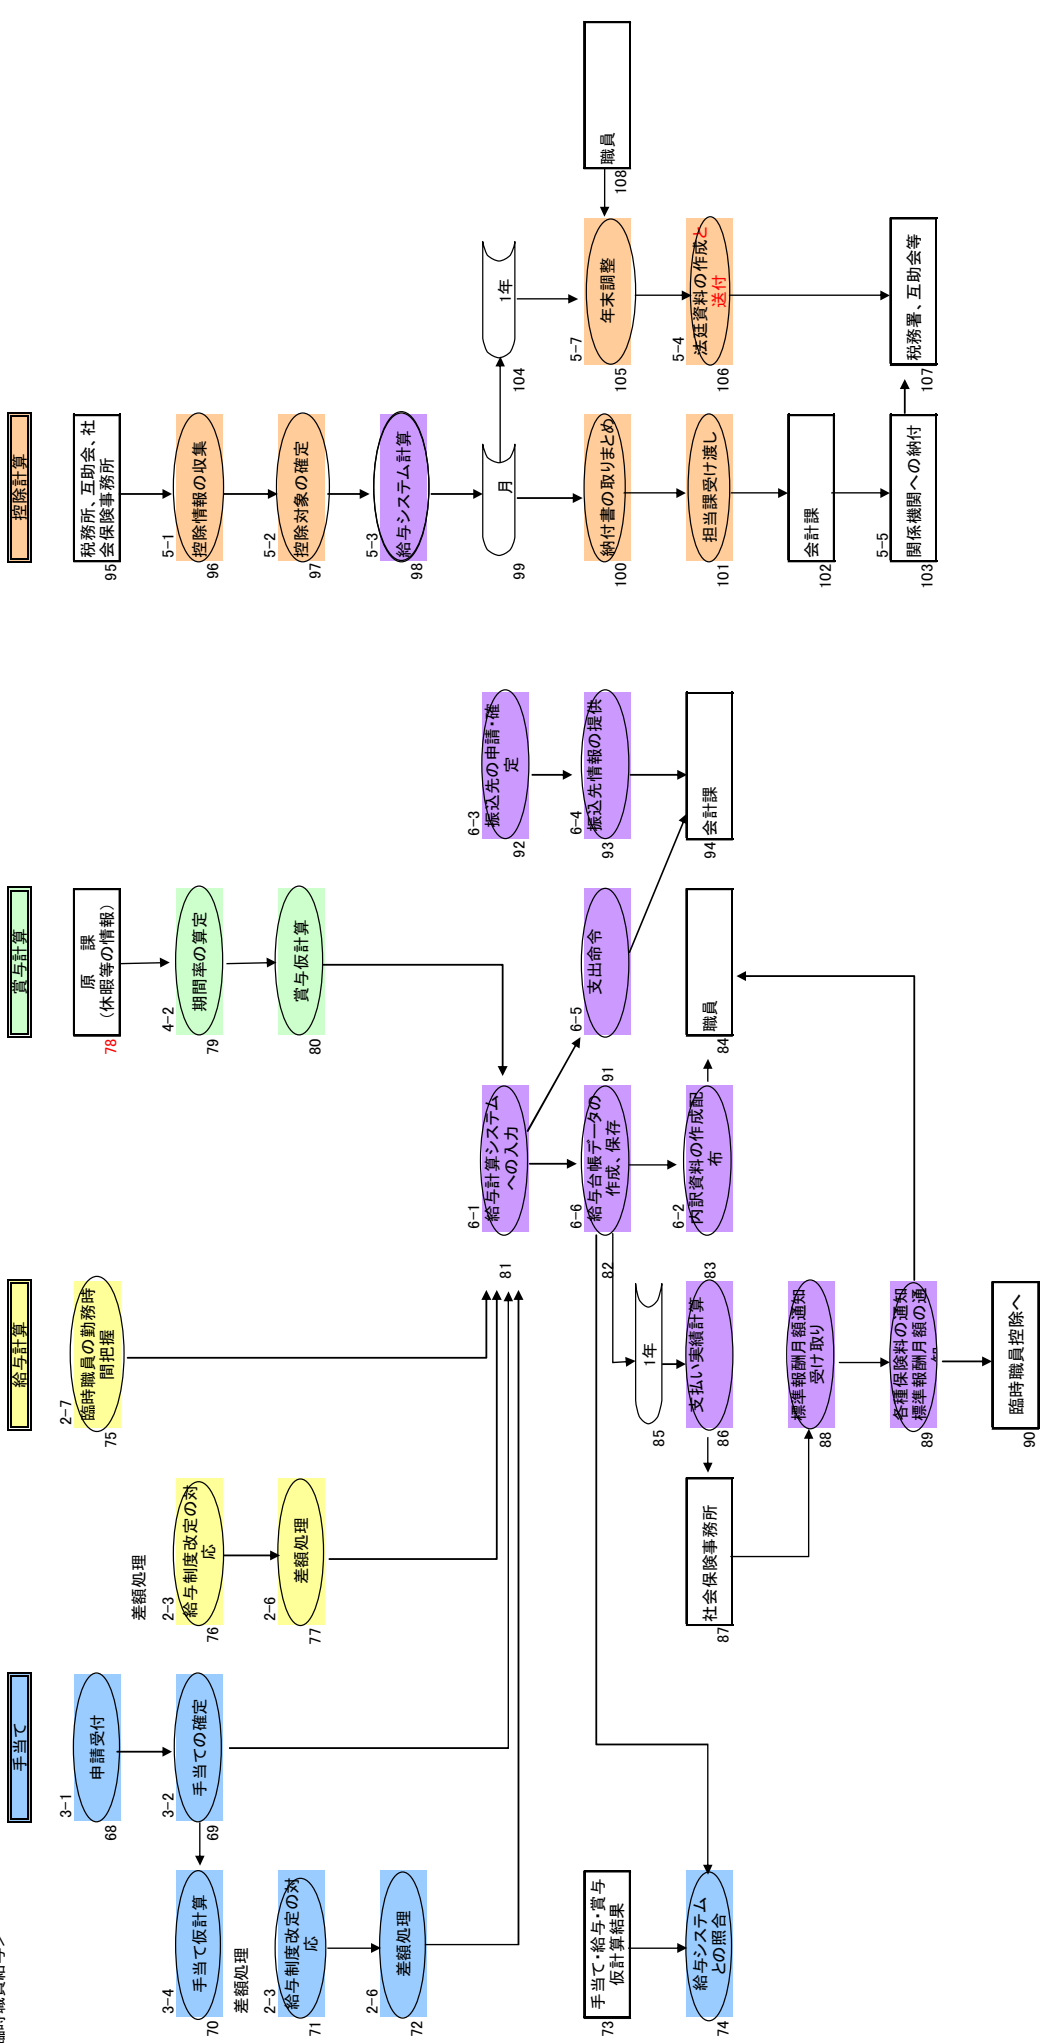 臨時職員給与＞
手当て
3-1
申請受付
68
3-2
手当ての確定
69
3-4
手当て仮計算
70
差額処理
2-3
給与制度改定の対
応
71
2-6
差額処理
72
手当て・給与・賞与
仮計算結果
73
給与システム
との照合
74
給与計算
2-7
臨時職員の勤務時
間把握
75
差額処理
2-3
給与制度改定の対
応
76
2-6
差額処理
77
賞与計算
原 課
（休暇等の情報）
78
4-2
期間率の算定
79
賞与仮計算
80
6-1
給与計算システム
への入力
81
6-6
給与台帳データの
作成、保存
82
6-2
内訳資料の作成配
布
83
職員
84
1年
85
支払い実績計算
86
社会保険事務所
87
標準報酬月額通知
受け取り
88
各種保険料の通知
標準報酬月額の通
知
89
臨時職員控除へ
90
6-5
支出命令
91
6-3
振込先の申請・確
定
92
6-4
振込先情報の提供
93
会計課
94
控除計算
税務所、互助会、社
会保険事務所
95
5-1
控除情報の収集
96
5-2
控除対象の確定
97
5-3
給与システム計算
98
月
99
納付書の取りまとめ
100
担当課受け渡し
101
会計課
102
5-5
関係機関への納付
103
1年
104
5-7
年末調整
105
5-4
法廷資料の作成と
送付
106
税務署、互助会等
107
職員
108